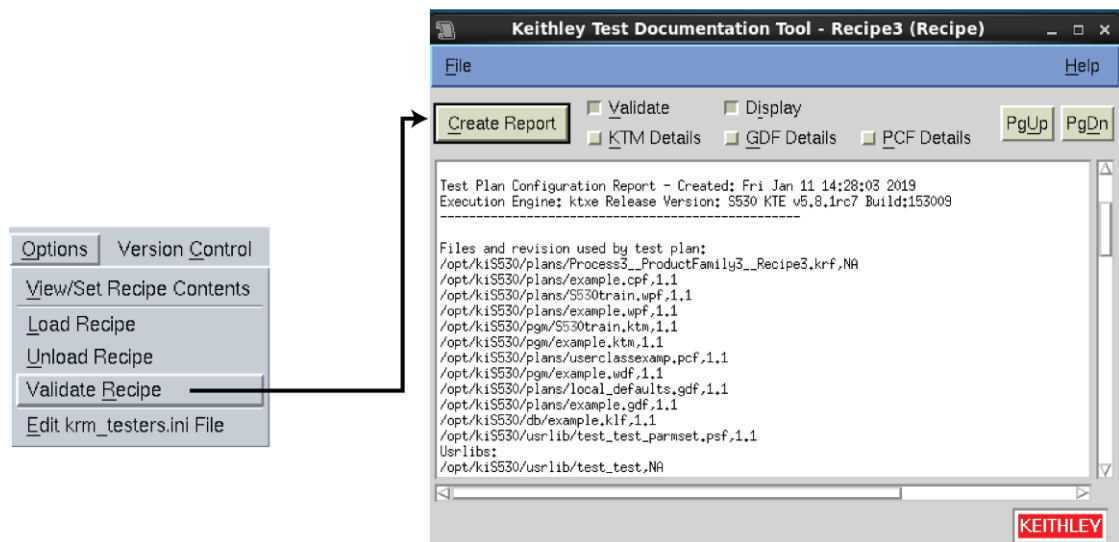 Options Version Control
View/Set Recipe Contents
Load Recipe
Unload Recipe
Validate Recipe
Edit krm_testers.ini File
Keithley Test Documentation Tool - Recipe3 (Recipe)
File Help
Create Report Validate Display PgUp PgDn
KTM Details GDF Details PCF Details
Test Plan Configuration Report - Created: Fri Jan 11 14:28:03 2019
Execution Engine: ktxe Release Version: S530 KTE v5.8.1rc7 Build:153009
--------------------------------------------------
Files and revision used by test plan:
/opt/kiS530/plans/Process3__ProductFamily3__Recipe3.krf,NA
/opt/kiS530/plans/example.cpf,1.1
/opt/kiS530/plans/S530train.wpf,1.1
/opt/kiS530/plans/example.wpf,1.1
/opt/kiS530/pgm/S530train.ktm,1.1
/opt/kiS530/pgm/example.ktm,1.1
/opt/kiS530/plans/userclassexamp.pcf,1.1
/opt/kiS530/pgm/example.wdf,1.1
/opt/kiS530/plans/local_defaults.gdf,1.1
/opt/kiS530/plans/example.gdf,1.1
/opt/kiS530/db/example.klf,1.1
/opt/kiS530/usrlib/test_test_parmset.psf,1.1
Usrlibs:
/opt/kiS530/usrlib/test_test,NA
KEITHLEY